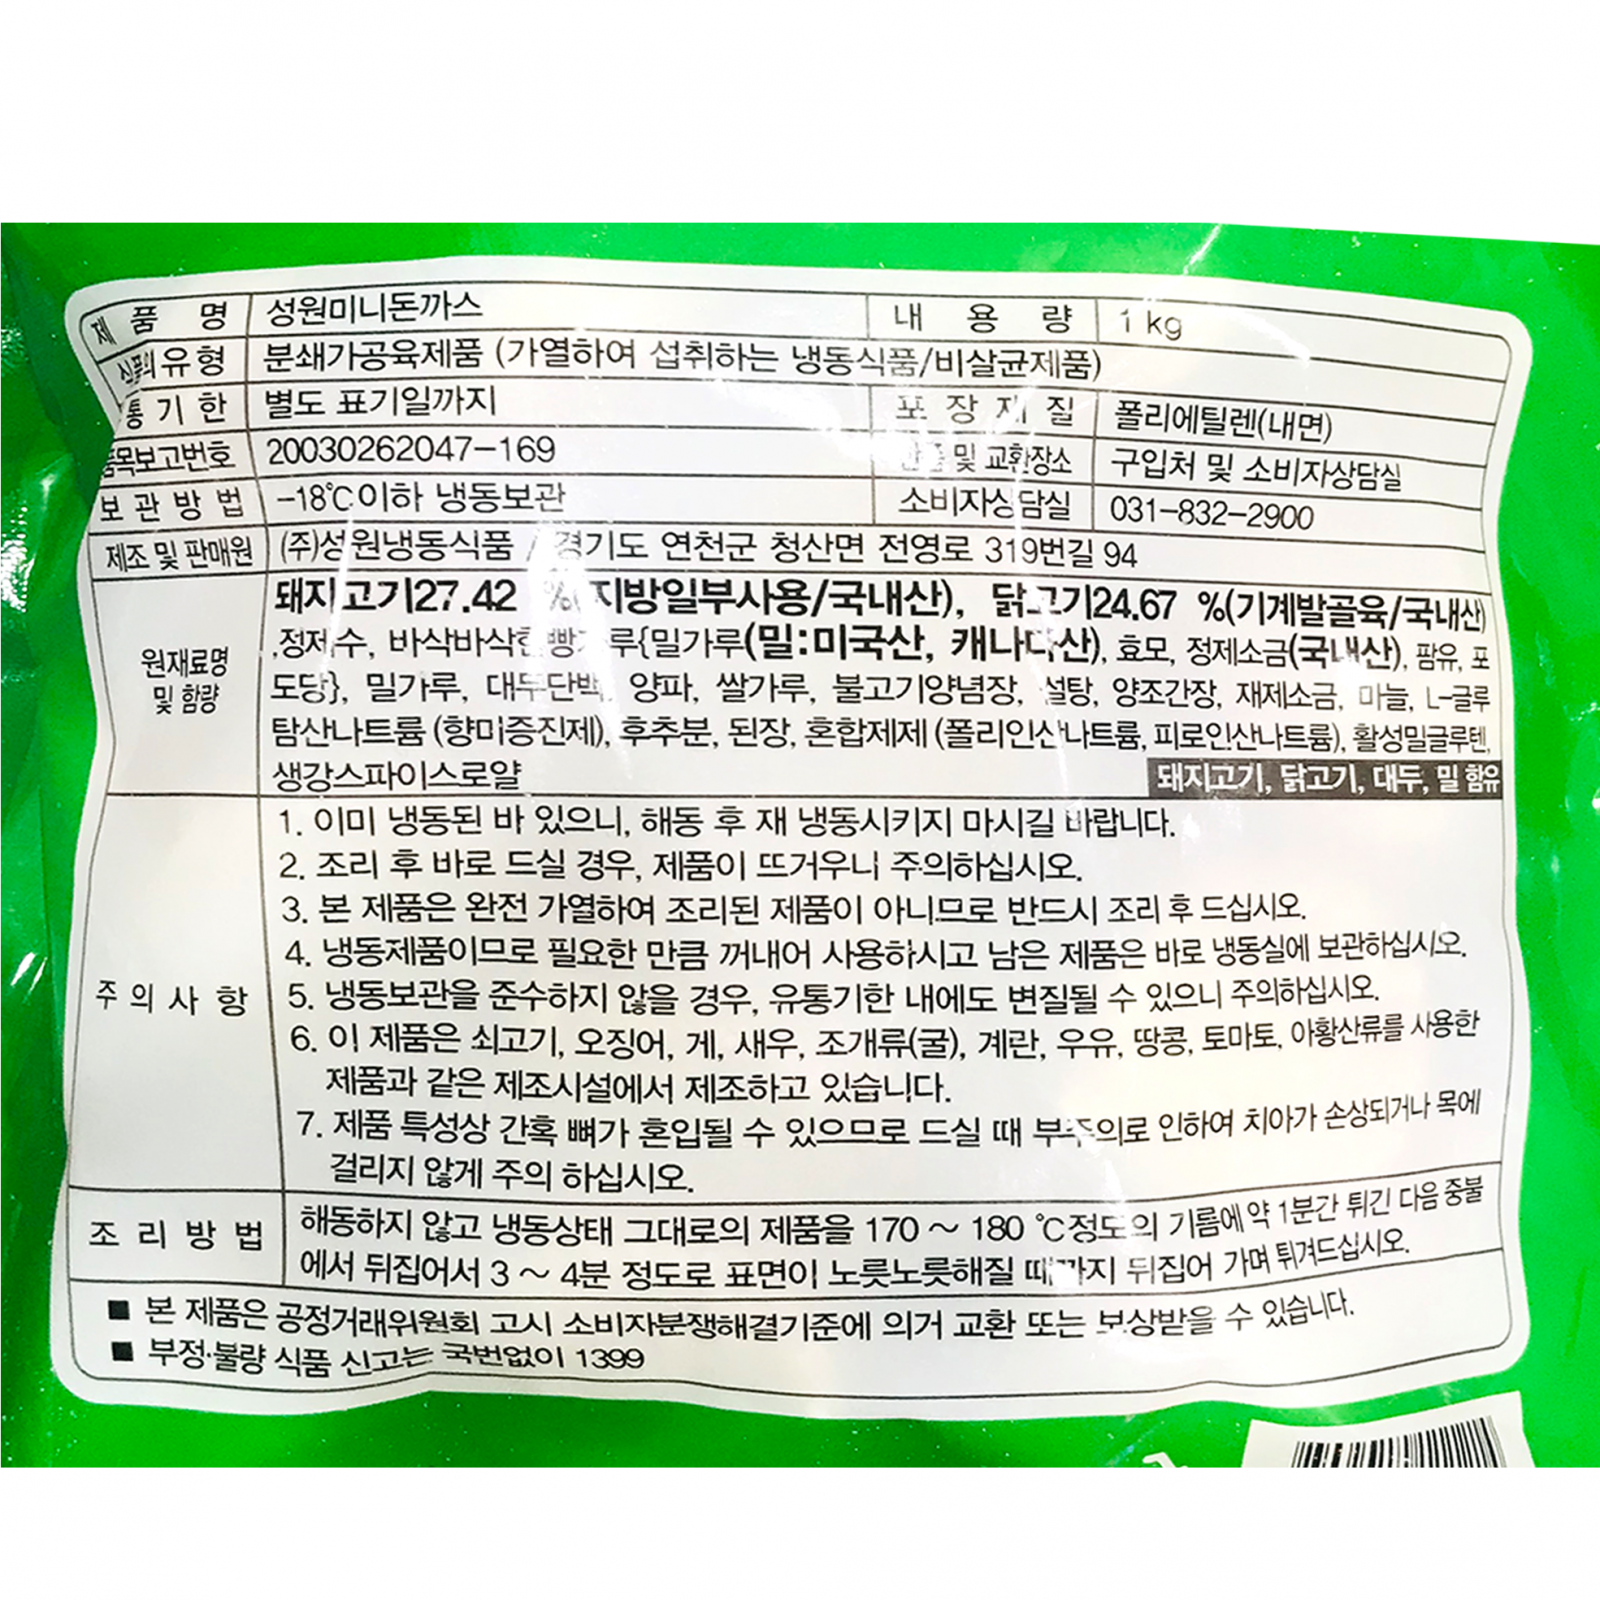 제 품 명 성원미니돈까스 내 용 량 1 kg
식품의유형 분쇄가공육제품 (가열하여 섭취하는 냉동식품/비살균제품)
통 기 한 별도 표기일까지 포 장 재 질 폴리에틸렌(내면)
품목보고번호 20030262047-169 반품 및 교환장소 구입처 및 소비자상담실
보 관 방 법 -18℃이하 냉동보관 소비자상담실 031-832-2900
제조 및 판매원 (주)성원냉동식품 / 경기도 연천군 청산면 전영로 319번길 94
원재료명 및 함량
돼지고기27.42 %(지방일부사용/국내산), 닭고기24.67 %(기계발골육/국내산)
,정제수, 바삭바삭한빵가루{밀가루(밀:미국산, 캐나다산), 효모, 정제소금(국내산), 팜유, 포
도당}, 밀가루, 대두단백, 양파, 쌀가루, 불고기양념장, 설탕, 양조간장, 재제소금, 마늘, L-글루
탐산나트륨 (향미증진제), 후추분, 된장, 혼합제제 (폴리인산나트륨, 피로인산나트륨), 활성밀글루텐,
생강스파이스로얄 돼지고기, 닭고기, 대두, 밀 함유
주 의 사 항
1. 이미 냉동된 바 있으니, 해동 후 재 냉동시키지 마시길 바랍니다.
2. 조리 후 바로 드실 경우, 제품이 뜨거우니 주의하십시오.
3. 본 제품은 완전 가열하여 조리된 제품이 아니므로 반드시 조리 후 드십시오.
4. 냉동제품이므로 필요한 만큼 꺼내어 사용하시고 남은 제품은 바로 냉동실에 보관하십시오.
5. 냉동보관을 준수하지 않을 경우, 유통기한 내에도 변질될 수 있으니 주의하십시오.
6. 이 제품은 쇠고기, 오징어, 게, 새우, 조개류(굴), 계란, 우유, 땅콩, 토마토, 아황산류를 사용한
제품과 같은 제조시설에서 제조하고 있습니다.
7. 제품 특성상 간혹 뼈가 혼입될 수 있으므로 드실 때 부주의로 인하여 치아가 손상되거나 목에
걸리지 않게 주의 하십시오.
조 리 방 법
해동하지 않고 냉동상태 그대로의 제품을 170 ~ 180 ℃정도의 기름에 약 1분간 튀긴 다음 중불
에서 뒤집어서 3 ~ 4분 정도로 표면이 노릇노릇해질 때까지 뒤집어 가며 튀겨드십시오.
■ 본 제품은 공정거래위원회 고시 소비자분쟁해결기준에 의거 교환 또는 보상받을 수 있습니다.
■ 부정·불량 식품 신고는 국번없이 1399